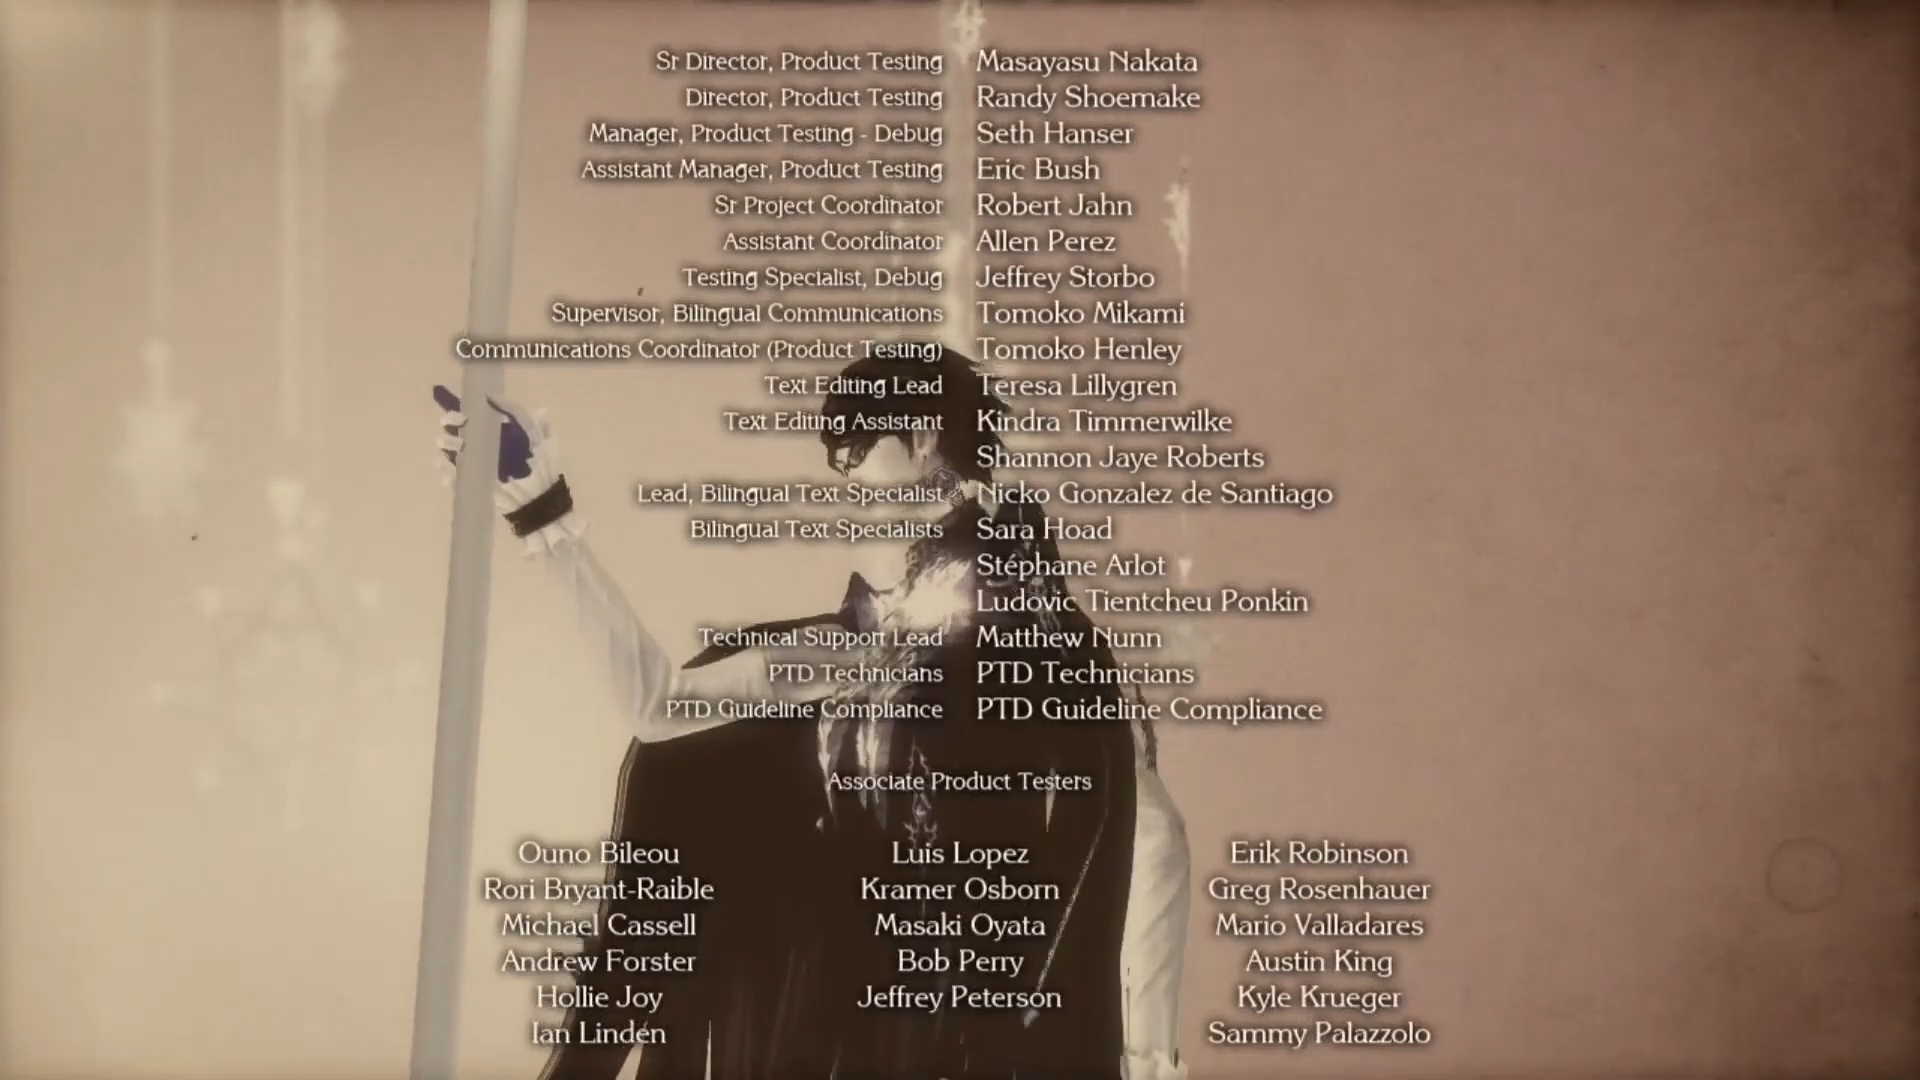 Sr Director, Product Testing Masayasu Nakata
Director, Product Testing Randy Shoemake
Manager, Product Testing - Debug Seth Hanser
Assistant Manager, Product Testing Eric Bush
Sr Project Coordinator Robert Jahn
Assistant Coordinator Allen Perez
Testing Specialist, Debug Jeffrey Storbo
Supervisor, Bilingual Communications Tomoko Mikami
Communications Coordinator (Product Testing) Tomoko Henley
Text Editing Lead Teresa Lillygren
Text Editing Assistant Kindra Timmerwilke
Shannon Jaye Roberts
Lead, Bilingual Text Specialist Nicko Gonzalez de Santiago
Bilingual Text Specialists Sara Hoad
Stéphane Arlot
Ludovic Tientcheu Ponkin
Technical Support Lead Matthew Nunn
PTD Technicians PTD Technicians
PTD Guideline Compliance PTD Guideline Compliance
Associate Product Testers
Ouno Bileou Luis Lopez Erik Robinson
Rori Bryant-Raible Kramer Osborn Greg Rosenhauer
Michael Cassell Masaki Oyata Mario Valladares
Andrew Forster Bob Perry Austin King
Hollie Joy Jeffrey Peterson Kyle Krueger
Ian Linden Sammy Palazzolo